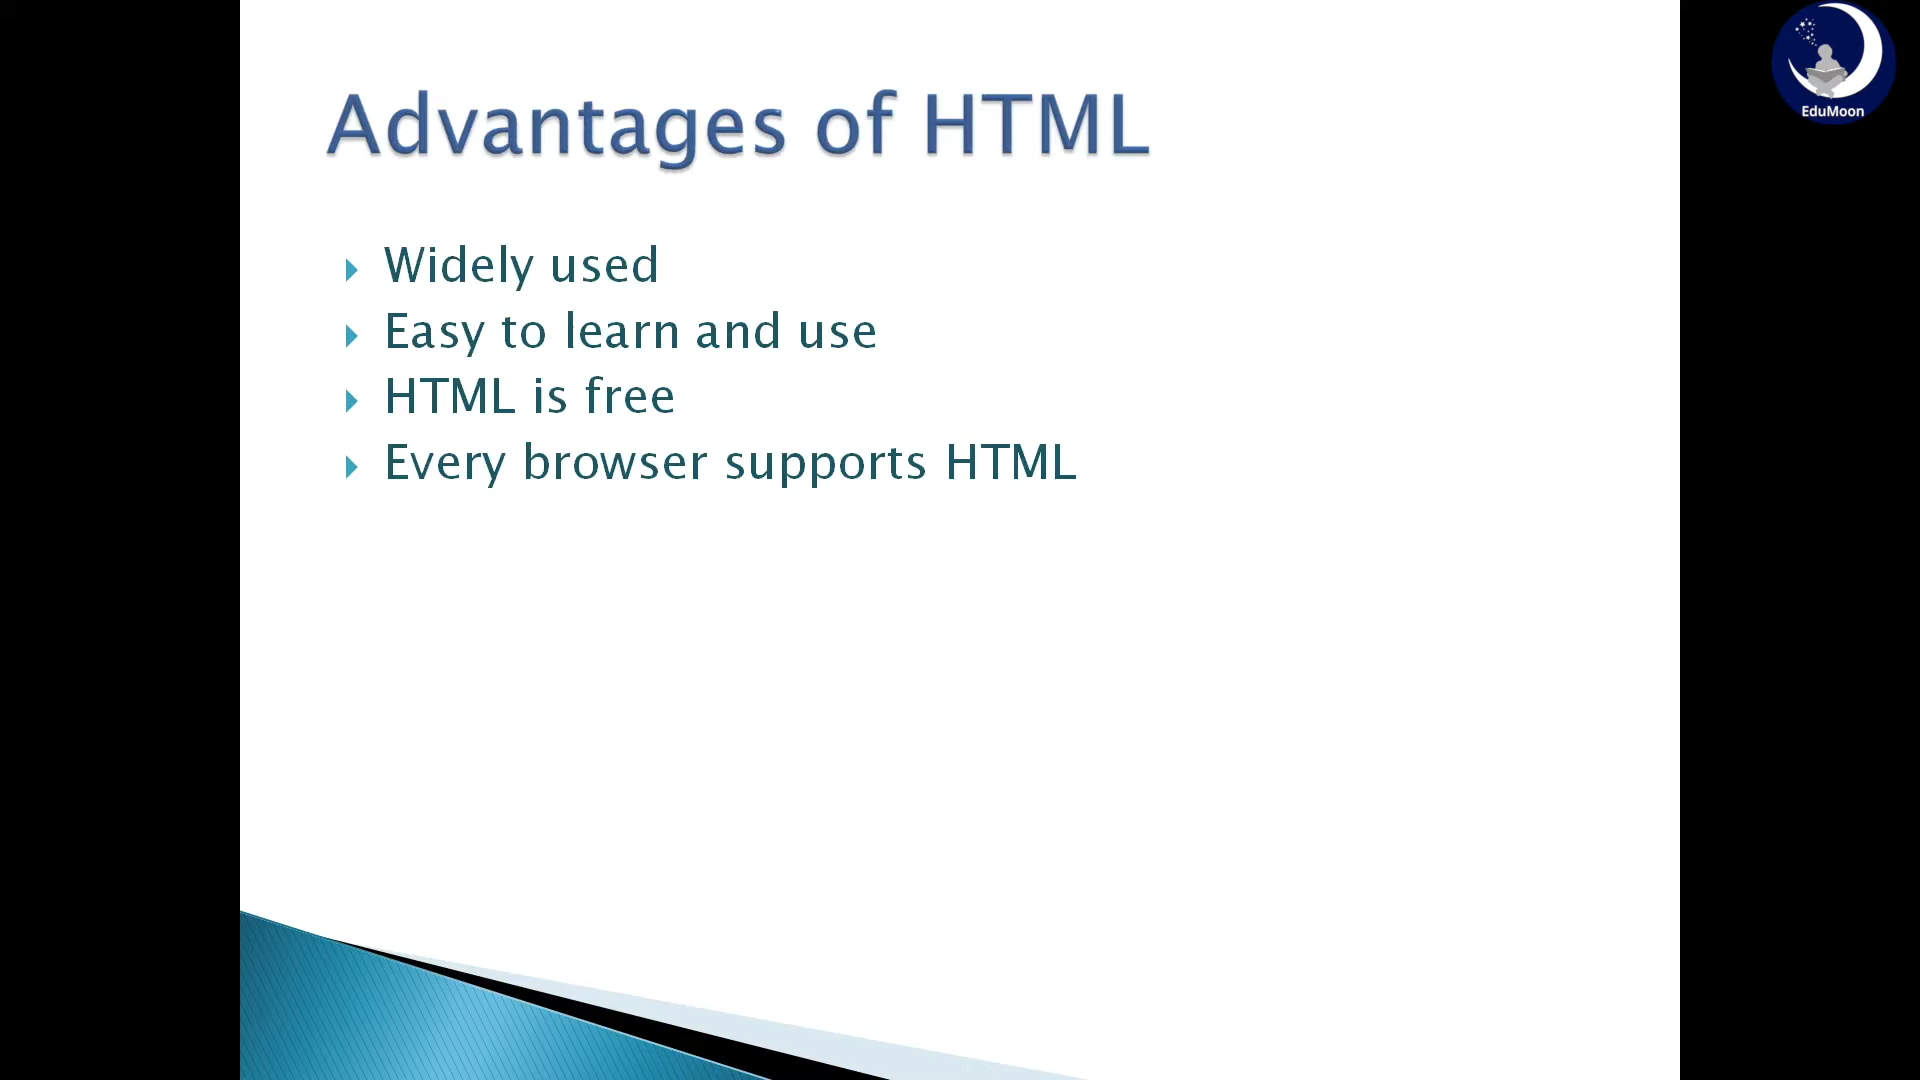 Advantages of HTML
Widely used
Easy to learn and use
HTML is free
Every browser supports HTML
EduMoon